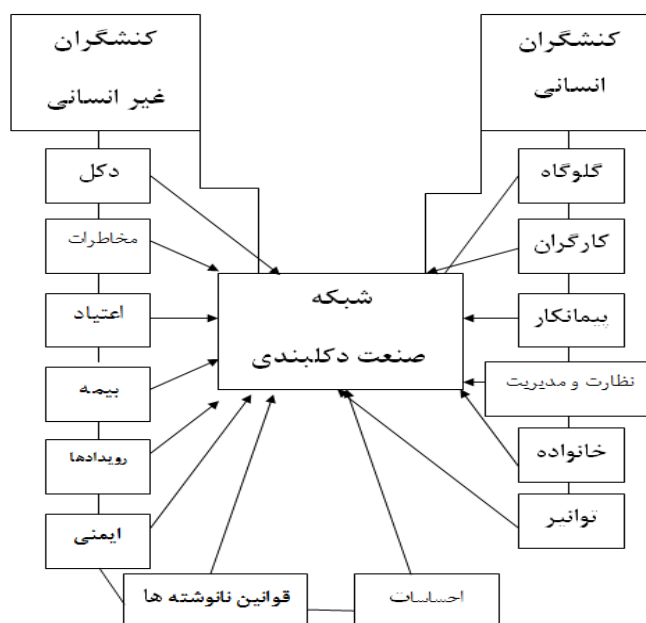 کنشگران
انسانی
گلوگاه
کارگران
پیمانکار
نظارت و مدیریت
خانواده
توانیر
کنشگران
غیر انسانی
دکل
مخاطرات
اعتیاد
بیمه
رویدادها
ایمنی
قوانین نانوشته ها
احساسات
شبکه
صنعت دکلبندی